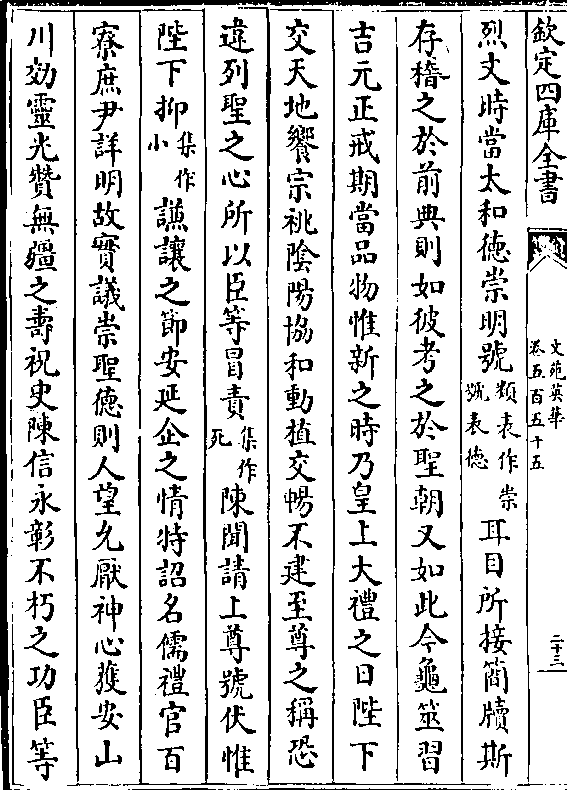 欽定四庫全書
文苑英華
卷五百五十五
二十三
烈文時當太和德崇明號類表作崇號表德耳目所接簡牘斯
存稽之於前典則如彼考之於聖朝又如此今龜筮習
吉元正戒期當品物惟新之時乃皇上大禮之日陛下
交天地饗宗祧陰陽協和動植交暢不建至尊之稱恐
違列聖之心所以臣等冒責集作死陳聞請上尊號伏惟
陛下抑集作小謙讓之節安延企之情特詔名儒禮官百
寮庶尹詳明故實議崇聖德則人望允厭神心獲安山
川効靈光贊無疆之壽祝史陳信永彰不朽之功臣等